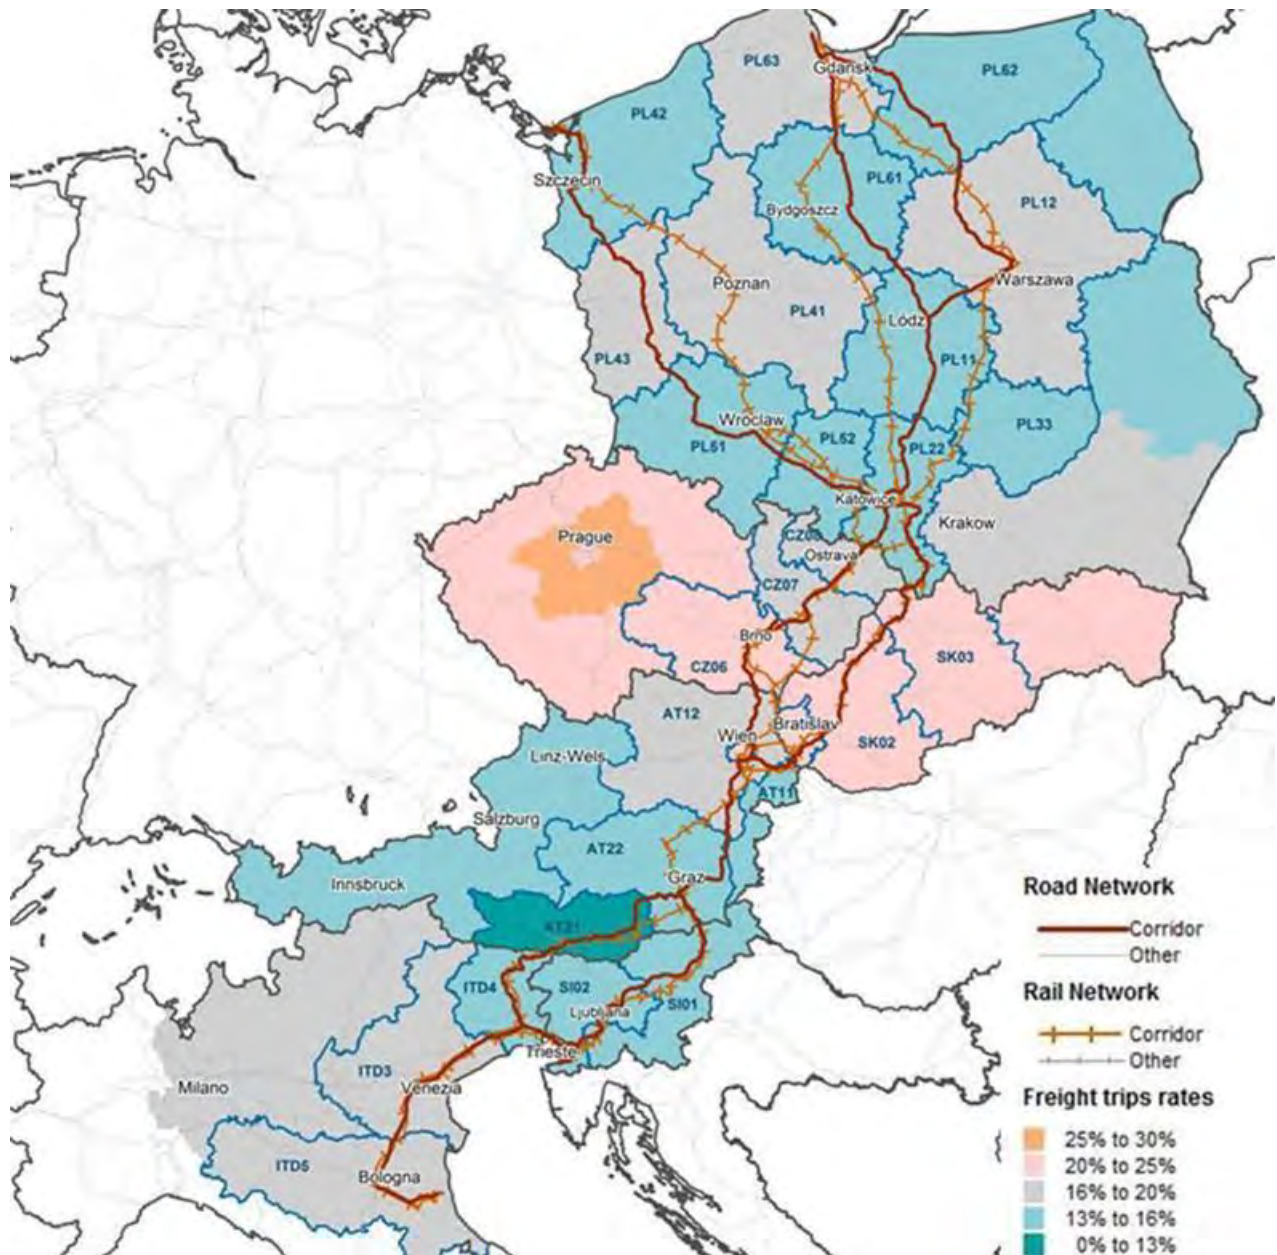 PL63
Gdańsk
PL62
PL42
Szczecin
PL61
Bydgoszcz
PL12
Warszawa
Poznan
PL41
Lódz
PL43
PL11
Wroclaw
PL51
PL52
PL22
PL33
Katowice
Krakow
Prague
Ostrava
CZ07
Brno
CZ06
SK03
AT12
Bratislav
Wien
SK02
Linz-Wels
AT11
Salzburg
AT22
Innsbruck
Graz
ITD4
SI02
SI01
Ljubljana
Trieste
ITD3
Milano
Venezia
ITD5
Bologna
Road Network
Corridor
Other
Rail Network
Corridor
Other
Freight trips rates
25% to 30%
20% to 25%
16% to 20%
13% to 16%
0% to 13%